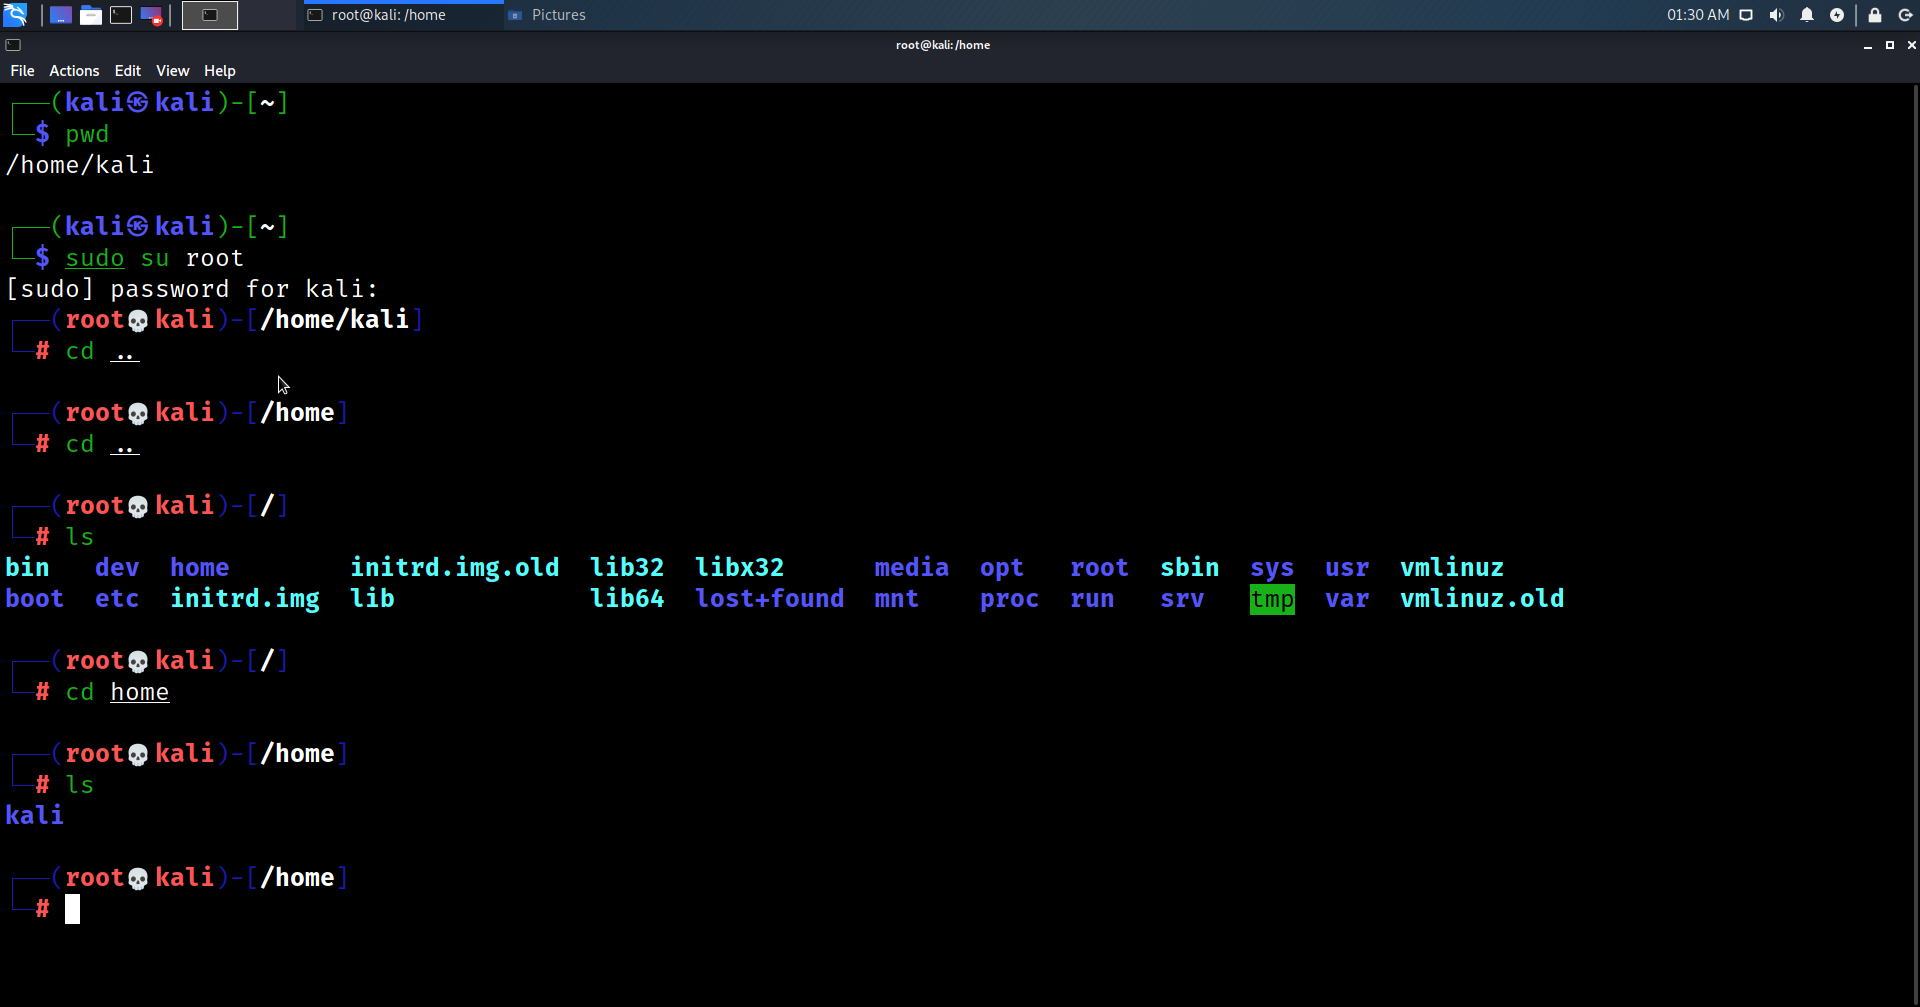 root@kali: /home
Pictures
01:30 AM
root@kali: /home
File Actions Edit View Help
┌──(kali㉿kali)-[~]
└─$ pwd
/home/kali
┌──(kali㉿kali)-[~]
└─$ sudo su root
[sudo] password for kali:
┌──(root💀kali)-[/home/kali]
└─# cd ..
┌──(root💀kali)-[/home]
└─# cd ..
┌──(root💀kali)-[/]
└─# ls
bin dev home initrd.img.old lib32 libx32 media opt root sbin sys usr vmlinuz
boot etc initrd.img lib lib64 lost+found mnt proc run srv tmp var vmlinuz.old
┌──(root💀kali)-[/]
└─# cd home
┌──(root💀kali)-[/home]
└─# ls
kali
┌──(root💀kali)-[/home]
└─#